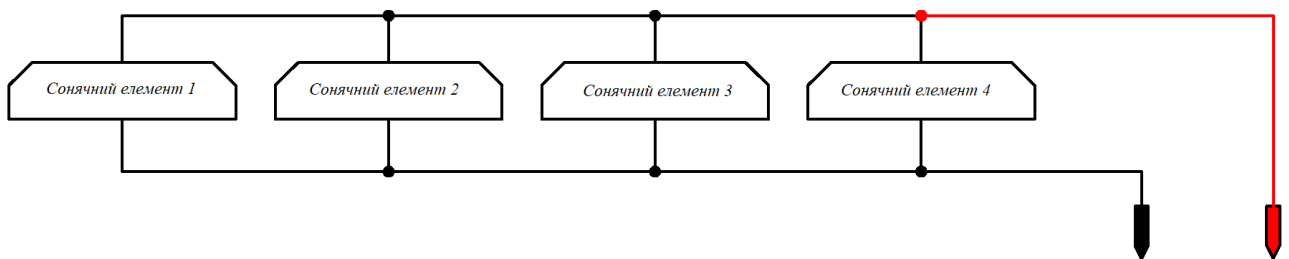 Сонячний елемент 1
Сонячний елемент 2
Сонячний елемент 3
Сонячний елемент 4